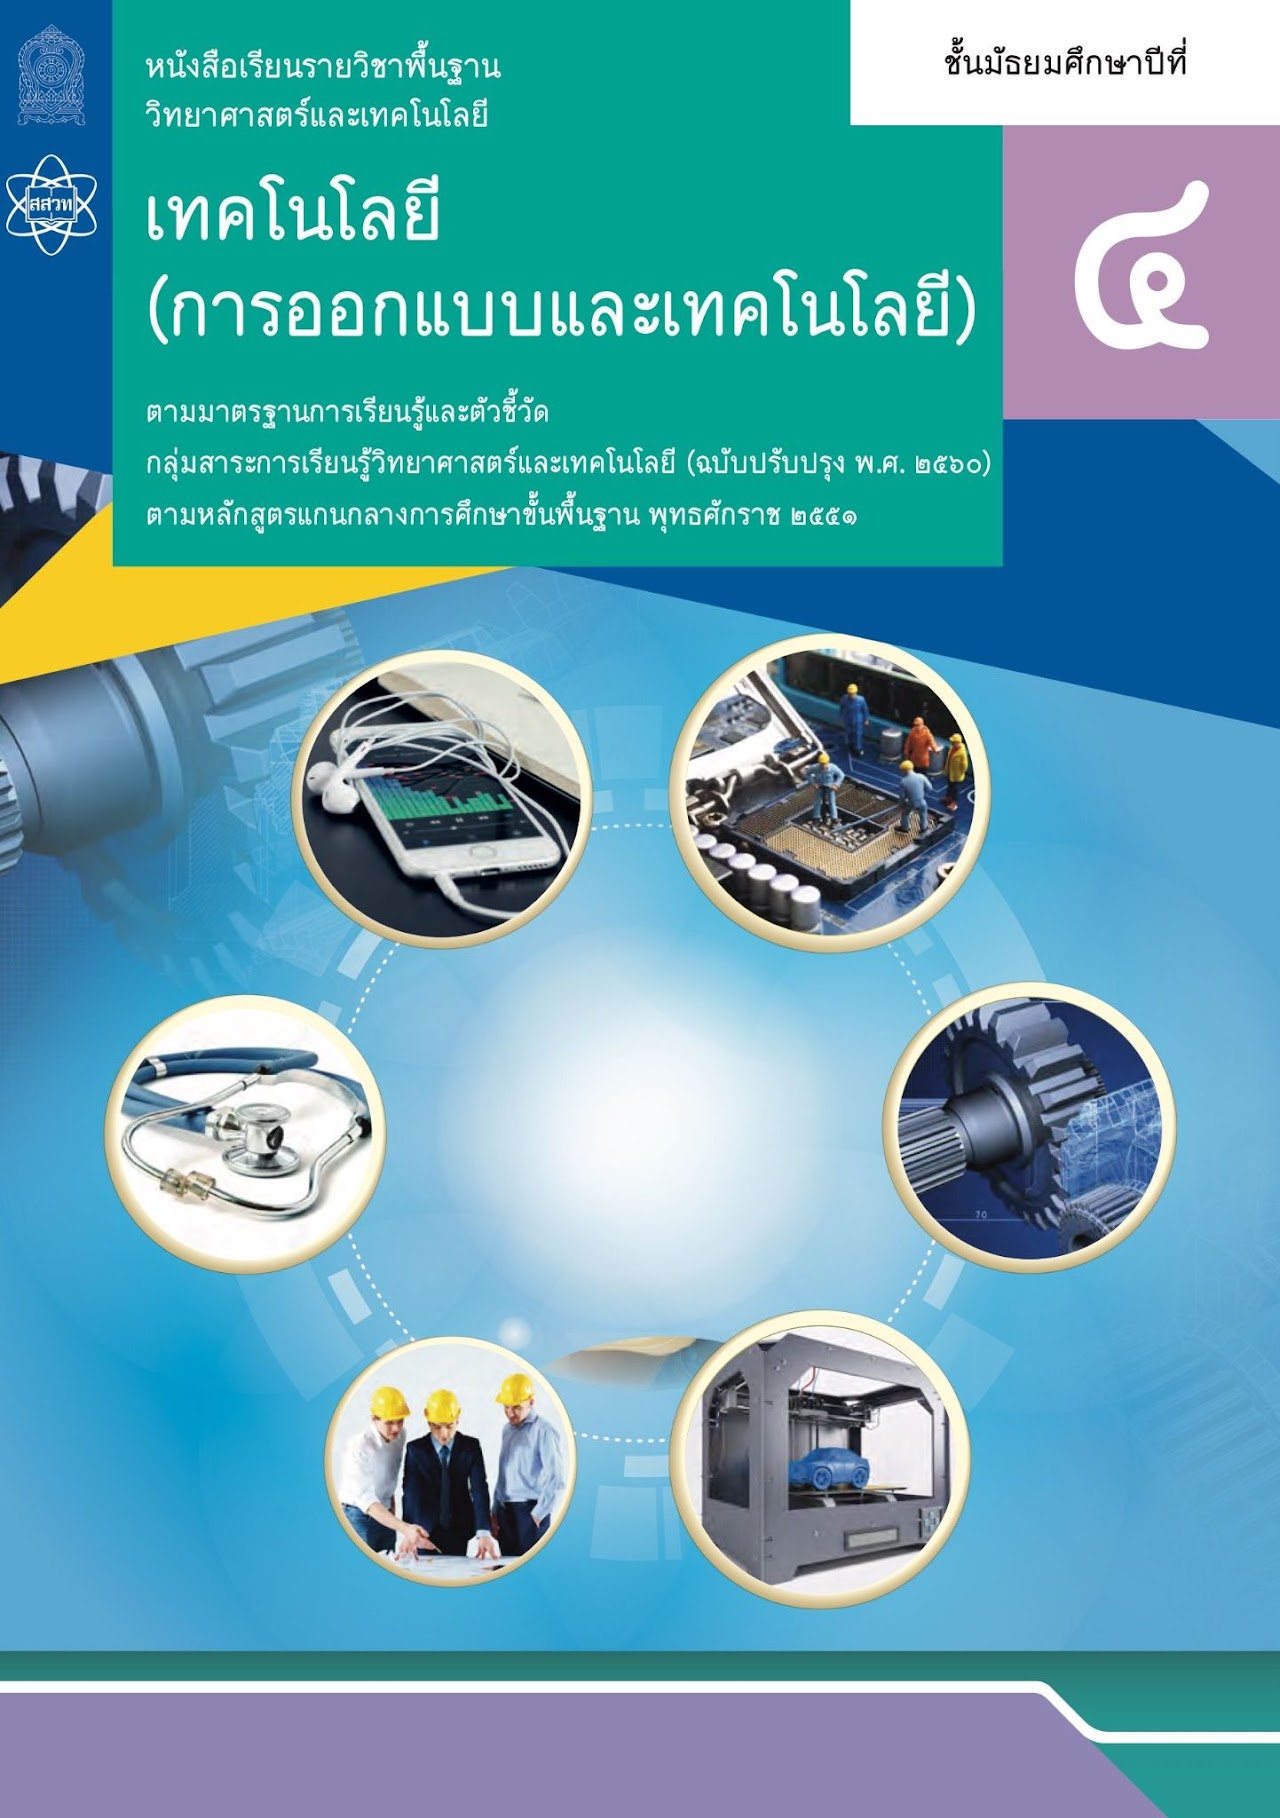 หนังสือเรียนรายวิชาพื้นฐาน
วิทยาศาสตร์และเทคโนโลยี
ชั้นมัธยมศึกษาปีที่
๔
สสวท
เทคโนโลยี
(การออกแบบและเทคโนโลยี)
ตามมาตรฐานการเรียนรู้และตัวชี้วัด
กลุ่มสาระการเรียนรู้วิทยาศาสตร์และเทคโนโลยี (ฉบับปรับปรุง พ.ศ. ๒๕๖๐)
ตามหลักสูตรแกนกลางการศึกษาขั้นพื้นฐาน พุทธศักราช ๒๕๕๑
70